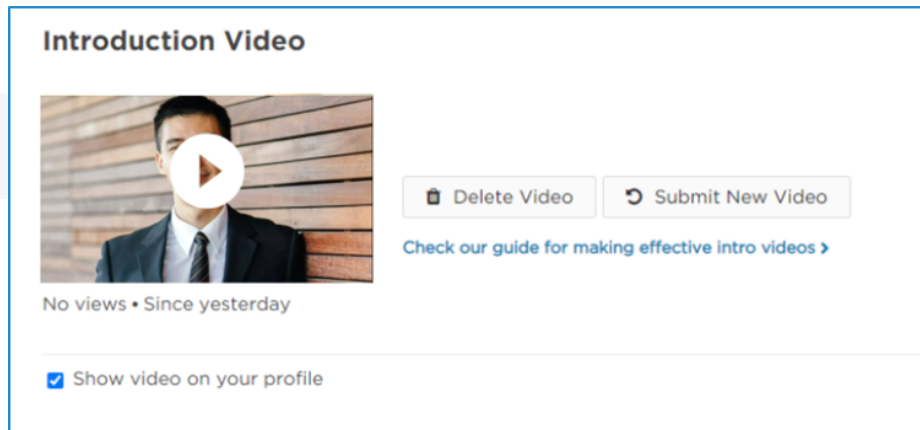 Introduction Video
Delete Video
Submit New Video
Check our guide for making effective intro videos >
No views • Since yesterday
Show video on your profile